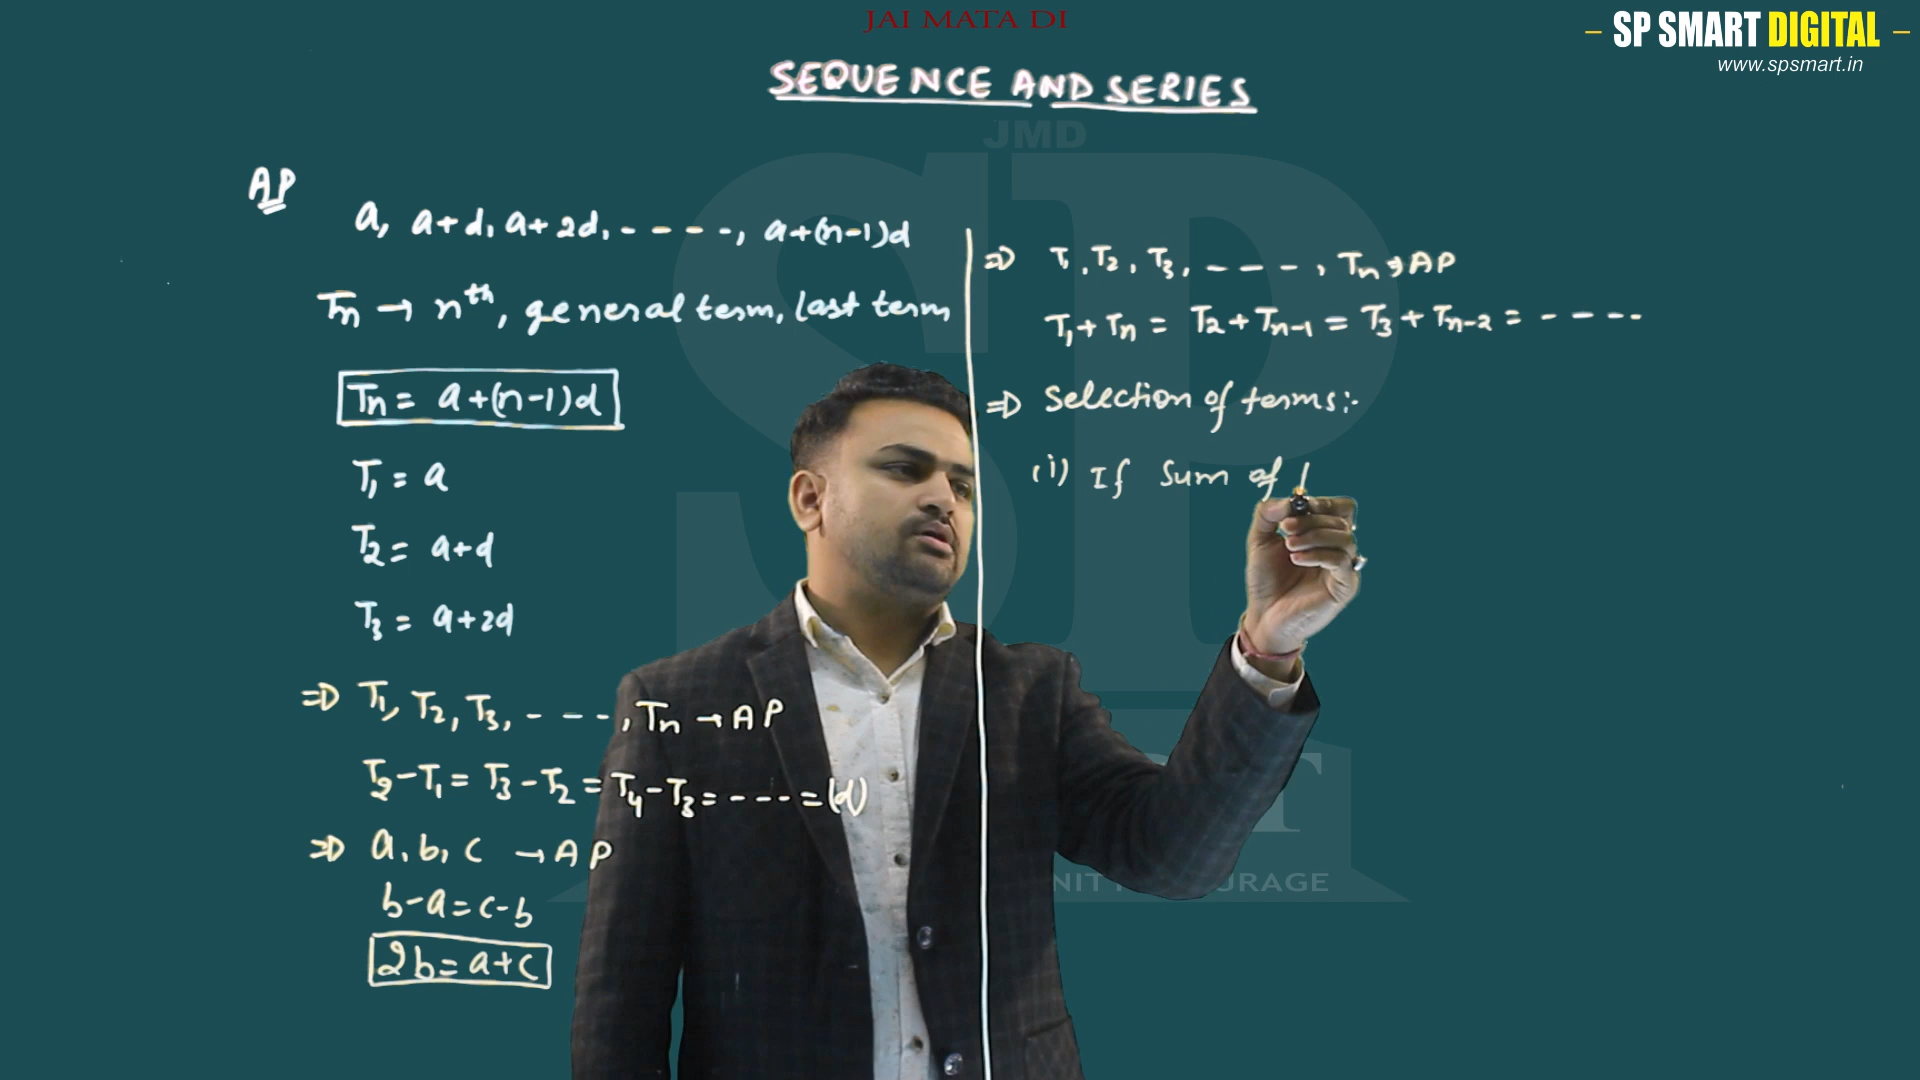 JAI MATA DI
SP SMART DIGITAL
www.spsmart.in
SEQUENCE AND SERIES
JMD
AP
a, a+d, a+2d, - - - - -, a+(n-1)d
Tn → nth, general term, last term
Tn = a+(n-1)d
T1 = a
T2 = a+d
T3 = a+2d
⇒ T1, T2, T3, - - - -, Tn → AP
T2-T1 = T3-T2 = T4-T3 = - - - - = (d)
⇒ a, b, c → AP
b-a = c-b
2b = a+c
⇒ T1, T2, T3, - - - -, Tn → AP
T1+Tn = T2+Tn-1 = T3+Tn-2 = - - - - -
⇒ Selection of terms:-
(i) If Sum of